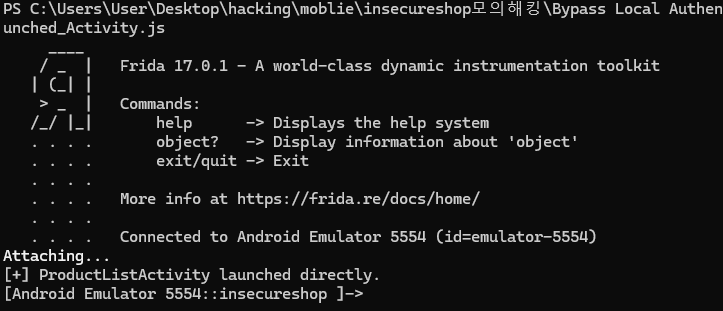 PS C:\Users\User\Desktop\hacking\moblie\insecureshop모의해킹\Bypass Local Authen
unched_Activity.js
     ____
    / _  |   Frida 17.0.1 - A world-class dynamic instrumentation toolkit
   | (_| |
    > _  |   Commands:
   /_/ |_|       help      -> Displays the help system
   . . . .       object?   -> Display information about 'object'
   . . . .       exit/quit -> Exit
   . . . .
   . . . .   More info at https://frida.re/docs/home/
   . . . .
   . . . .   Connected to Android Emulator 5554 (id=emulator-5554)
Attaching...
[+] ProductListActivity launched directly.
[Android Emulator 5554::insecureshop ]->